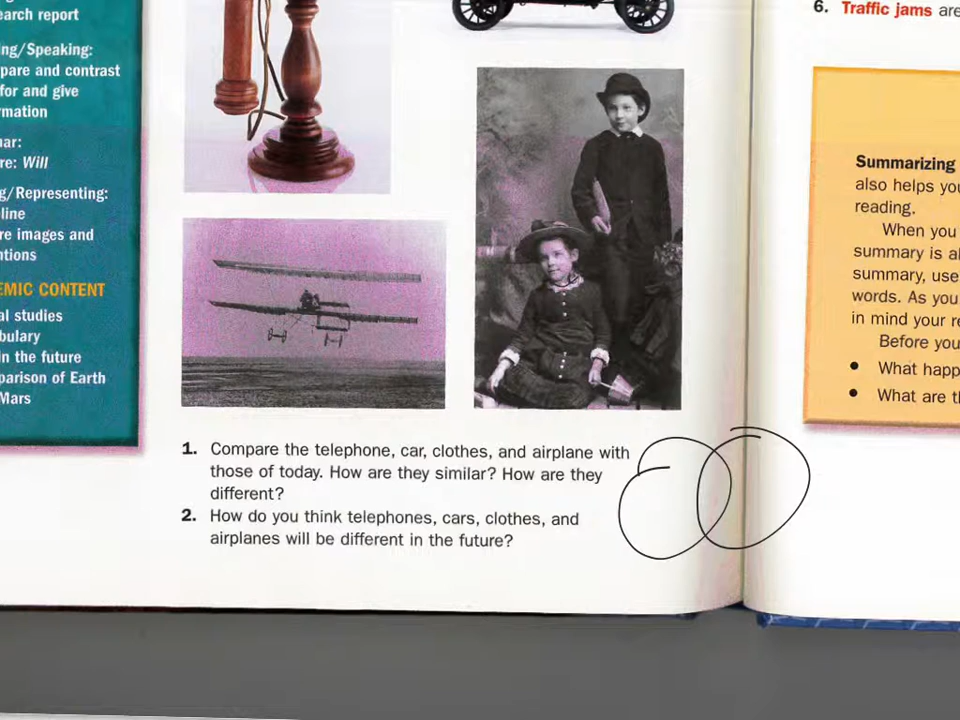 earch report
ing/Speaking:
pare and contrast
for and give
rmation
nar:
re: Will
g/Representing:
line
re images and
ntions
EMIC CONTENT
al studies
bulary
in the future
parison of Earth
Mars
1. Compare the telephone, car, clothes, and airplane with
those of today. How are they similar? How are they
different?
2. How do you think telephones, cars, clothes, and
airplanes will be different in the future?
6. Traffic jams are
Summarizing
also helps you
reading.
When you
summary is a
summary, use
words. As you
in mind your re
Before you
• What happ
• What are th